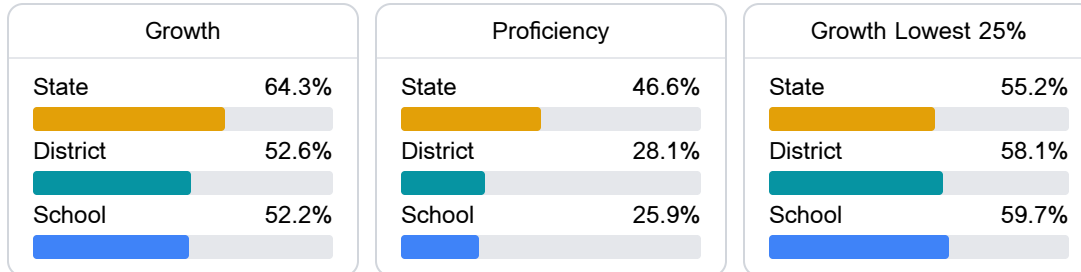 Growth
State 64.3%
District 52.6%
School 52.2%
Proficiency
State 46.6%
District 28.1%
School 25.9%
Growth Lowest 25%
State 55.2%
District 58.1%
School 59.7%